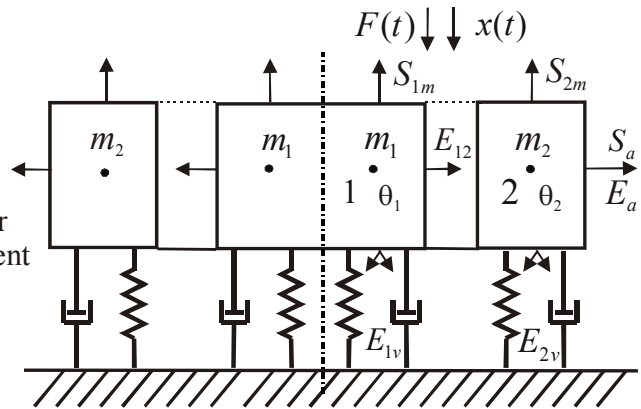 F(t) x(t)
S₁ₘ S₂ₘ
m₂ m₁ m₁ E₁₂ m₂ Sₐ
1 θ₁ 2 θ₂ Eₐ
r
ent
E₁ᵥ E₂ᵥ